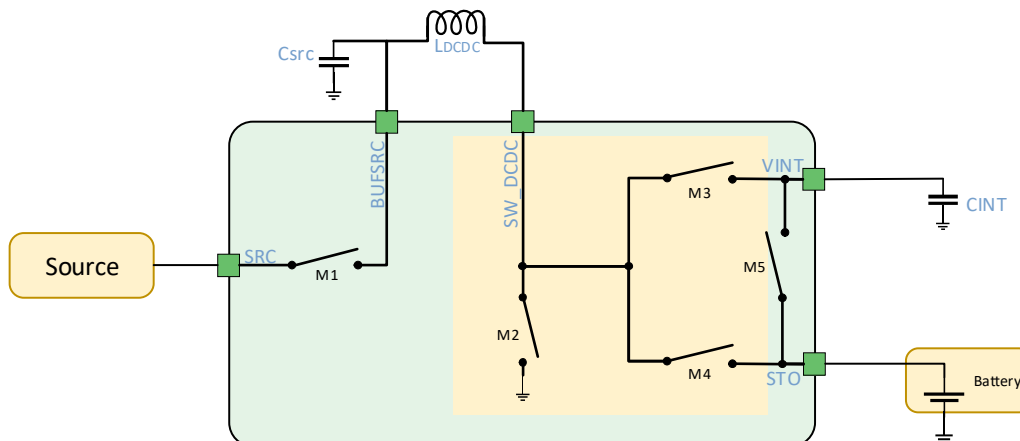 Csrc
LDCDC
BUFSRC
SW_DCDC
VINT
M3
CINT
Source
SRC
M1
M5
M2
M4
STO
Battery